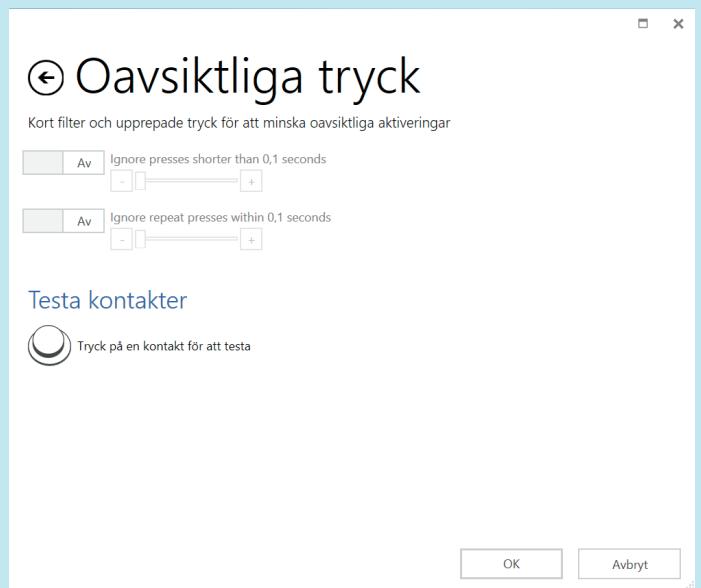 Oavsiktliga tryck
Kort filter och upprepade tryck för att minska oavsiktliga aktiveringar
Av
Ignore presses shorter than 0,1 seconds
- +
Av
Ignore repeat presses within 0,1 seconds
- +
Testa kontakter
Tryck på en kontakt för att testa
OK
Avbryt